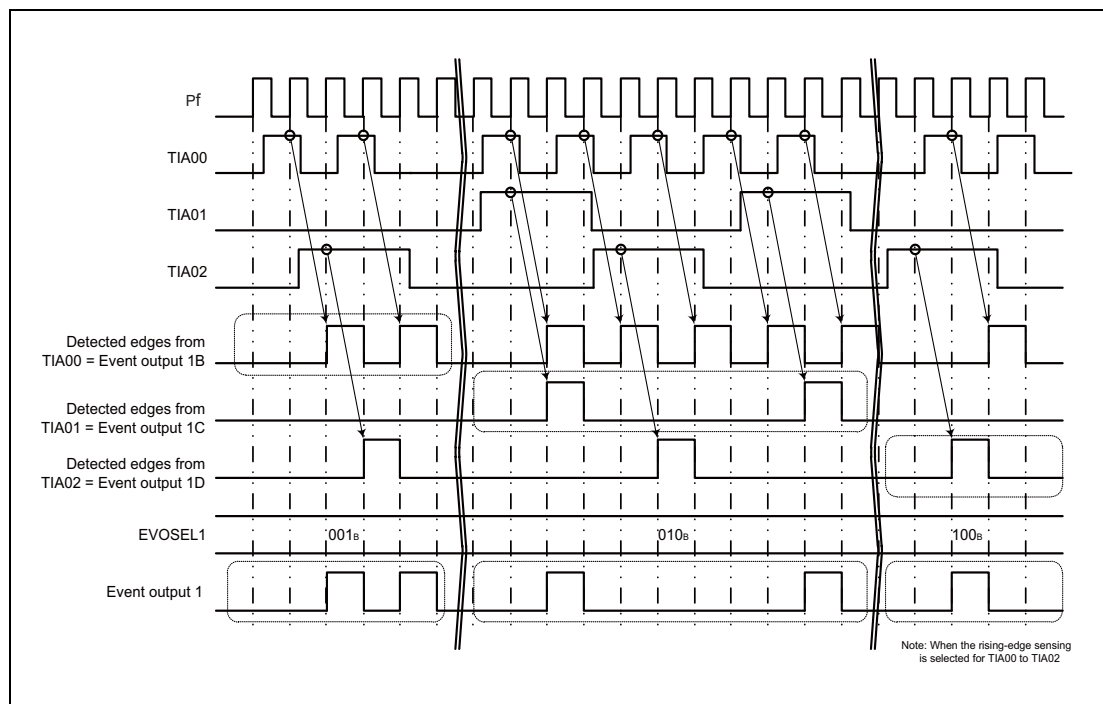 Pf
TIA00
TIA01
TIA02
Detected edges from
TIA00 = Event output 1B
Detected edges from
TIA01 = Event output 1C
Detected edges from
TIA02 = Event output 1D
EVOSEL1
001B
010B
100B
Event output 1
Note: When the rising-edge sensing
is selected for TIA00 to TIA02